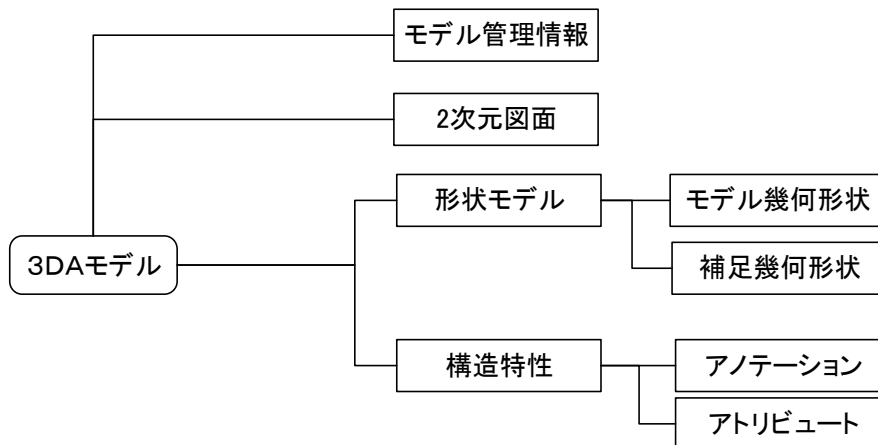 モデル管理情報
2次元図面
形状モデル
モデル幾何形状
補足幾何形状
3DAモデル
構造特性
アノテーション
アトリビュート